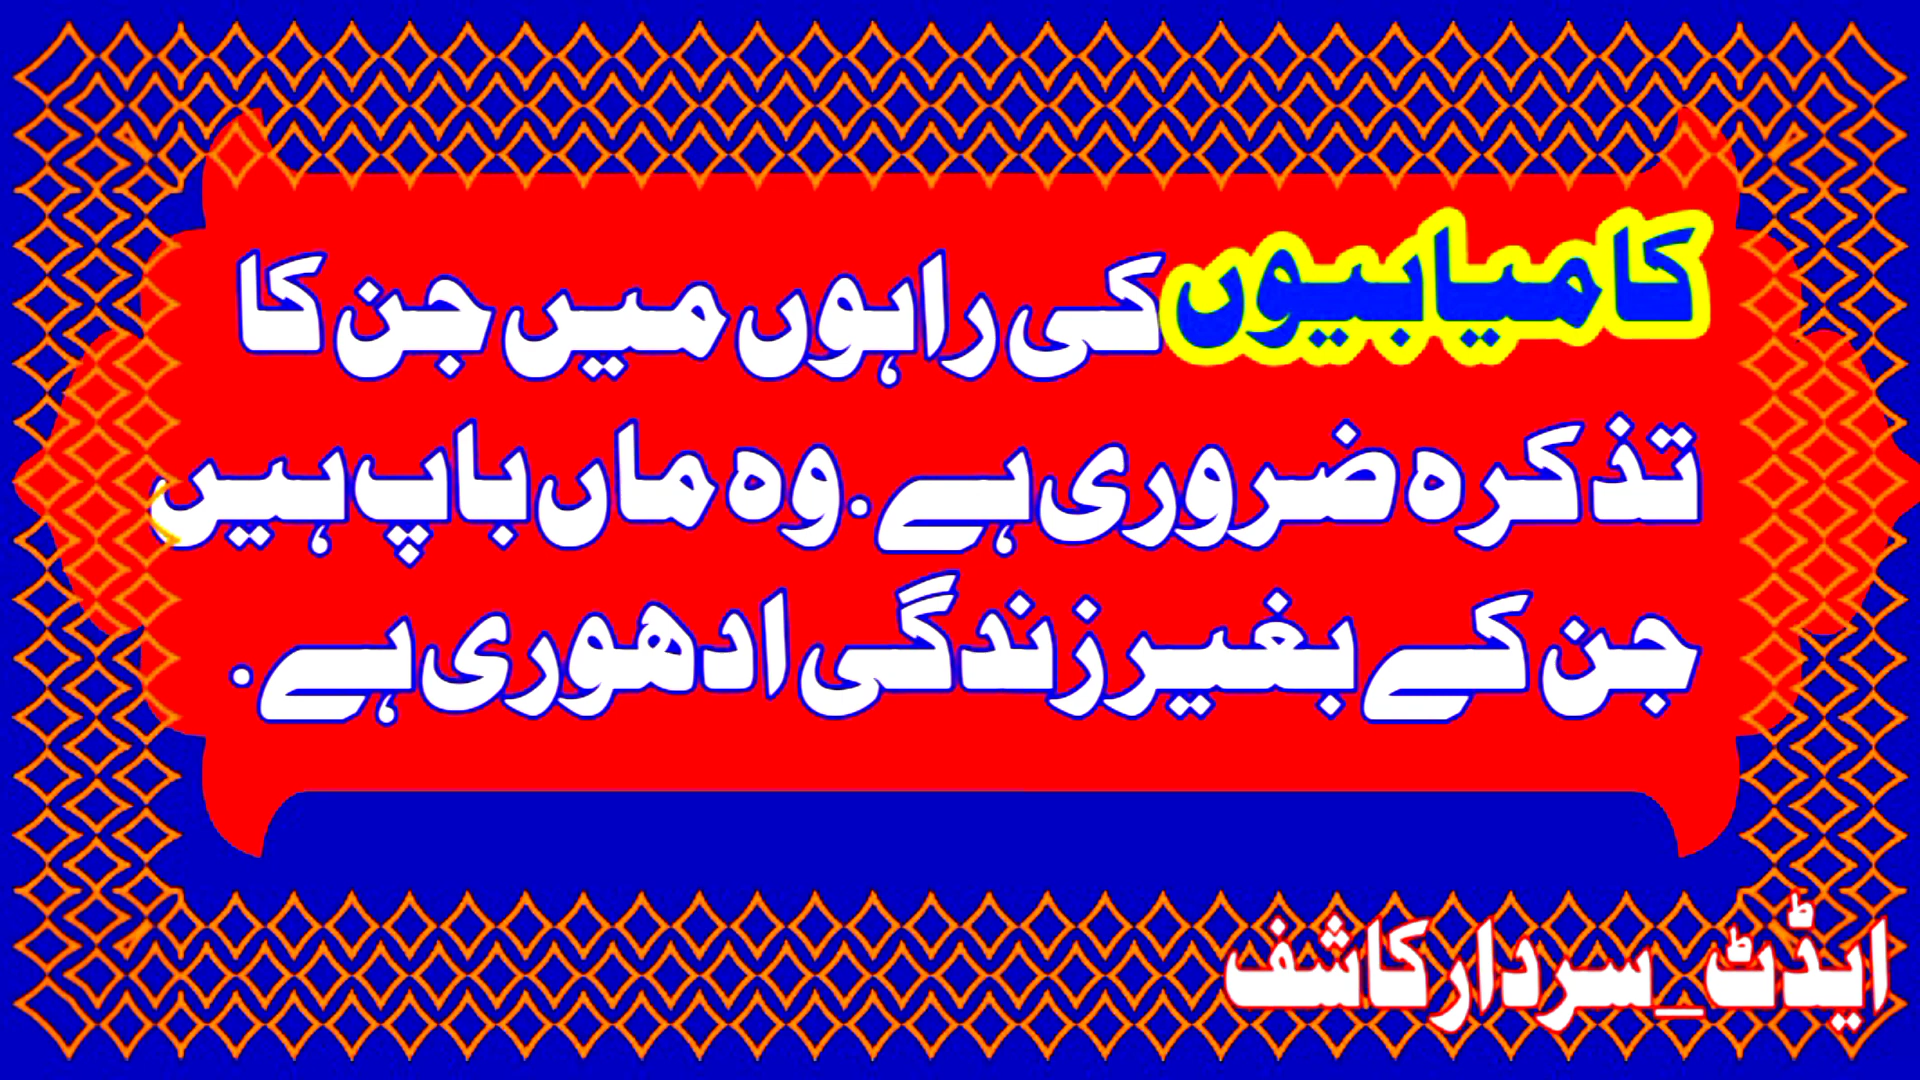 کامیابیوں کی راہوں میں جن کا
تذکرہ ضروری ہے. وہ ماں باپ ہیں
جن کے بغیر زندگی ادھوری ہے.
ایڈٹ_سردار کاشف